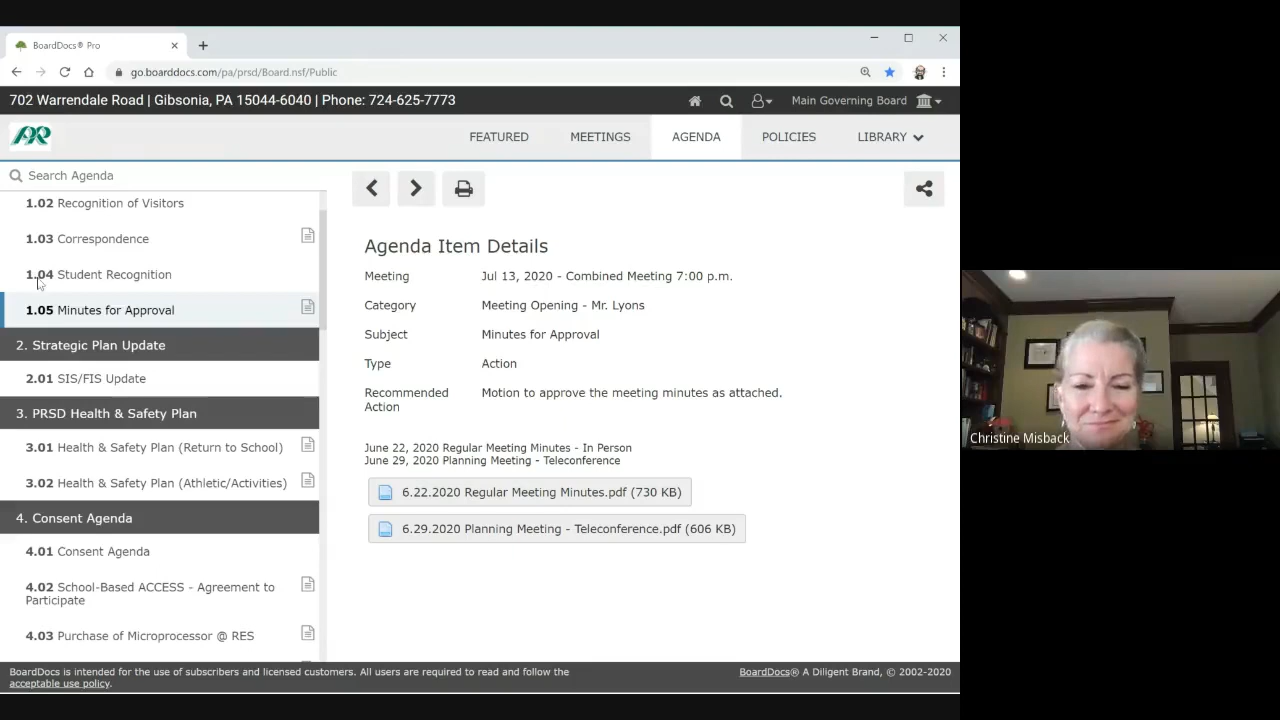 BoardDocs® Pro
go.boarddocs.com/pa/prsd/Board.nsf/Public
702 Warrendale Road | Gibsonia, PA 15044-6040 | Phone: 724-625-7773
Main Governing Board
PR
FEATURED
MEETINGS
AGENDA
POLICIES
LIBRARY
Search Agenda
1.02 Recognition of Visitors
1.03 Correspondence
1.04 Student Recognition
1.05 Minutes for Approval
2. Strategic Plan Update
2.01 SIS/FIS Update
3. PRSD Health & Safety Plan
3.01 Health & Safety Plan (Return to School)
3.02 Health & Safety Plan (Athletic/Activities)
4. Consent Agenda
4.01 Consent Agenda
4.02 School-Based ACCESS - Agreement to
Participate
4.03 Purchase of Microprocessor @ RES
Agenda Item Details
Meeting Jul 13, 2020 - Combined Meeting 7:00 p.m.
Category Meeting Opening - Mr. Lyons
Subject Minutes for Approval
Type Action
Recommended Motion to approve the meeting minutes as attached.
Action
June 22, 2020 Regular Meeting Minutes - In Person
June 29, 2020 Planning Meeting - Teleconference
6.22.2020 Regular Meeting Minutes.pdf (730 KB)
6.29.2020 Planning Meeting - Teleconference.pdf (606 KB)
Christine Misback
BoardDocs is intended for the use of subscribers and licensed customers. All users are required to read and follow the
acceptable use policy.
BoardDocs® A Diligent Brand, © 2002-2020